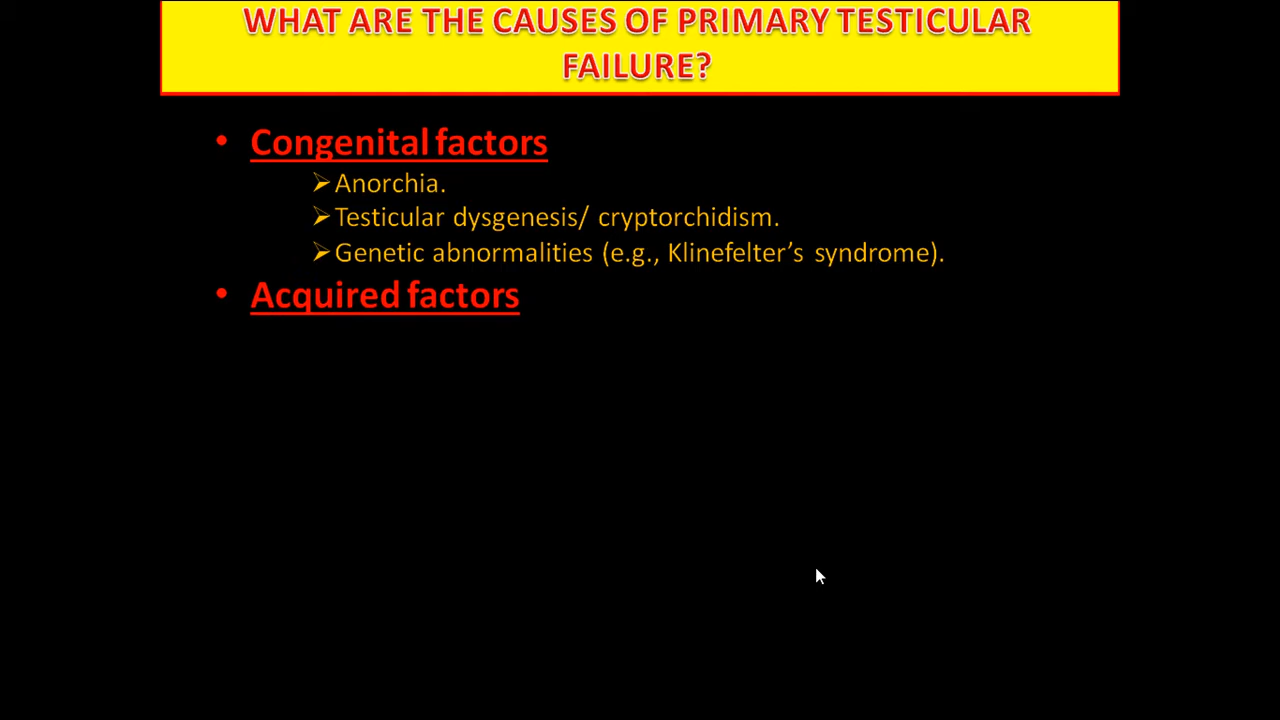 WHAT ARE THE CAUSES OF PRIMARY TESTICULAR
FAILURE?
• Congenital factors
➢Anorchia.
➢Testicular dysgenesis/ cryptorchidism.
➢Genetic abnormalities (e.g., Klinefelter’s syndrome).
• Acquired factors